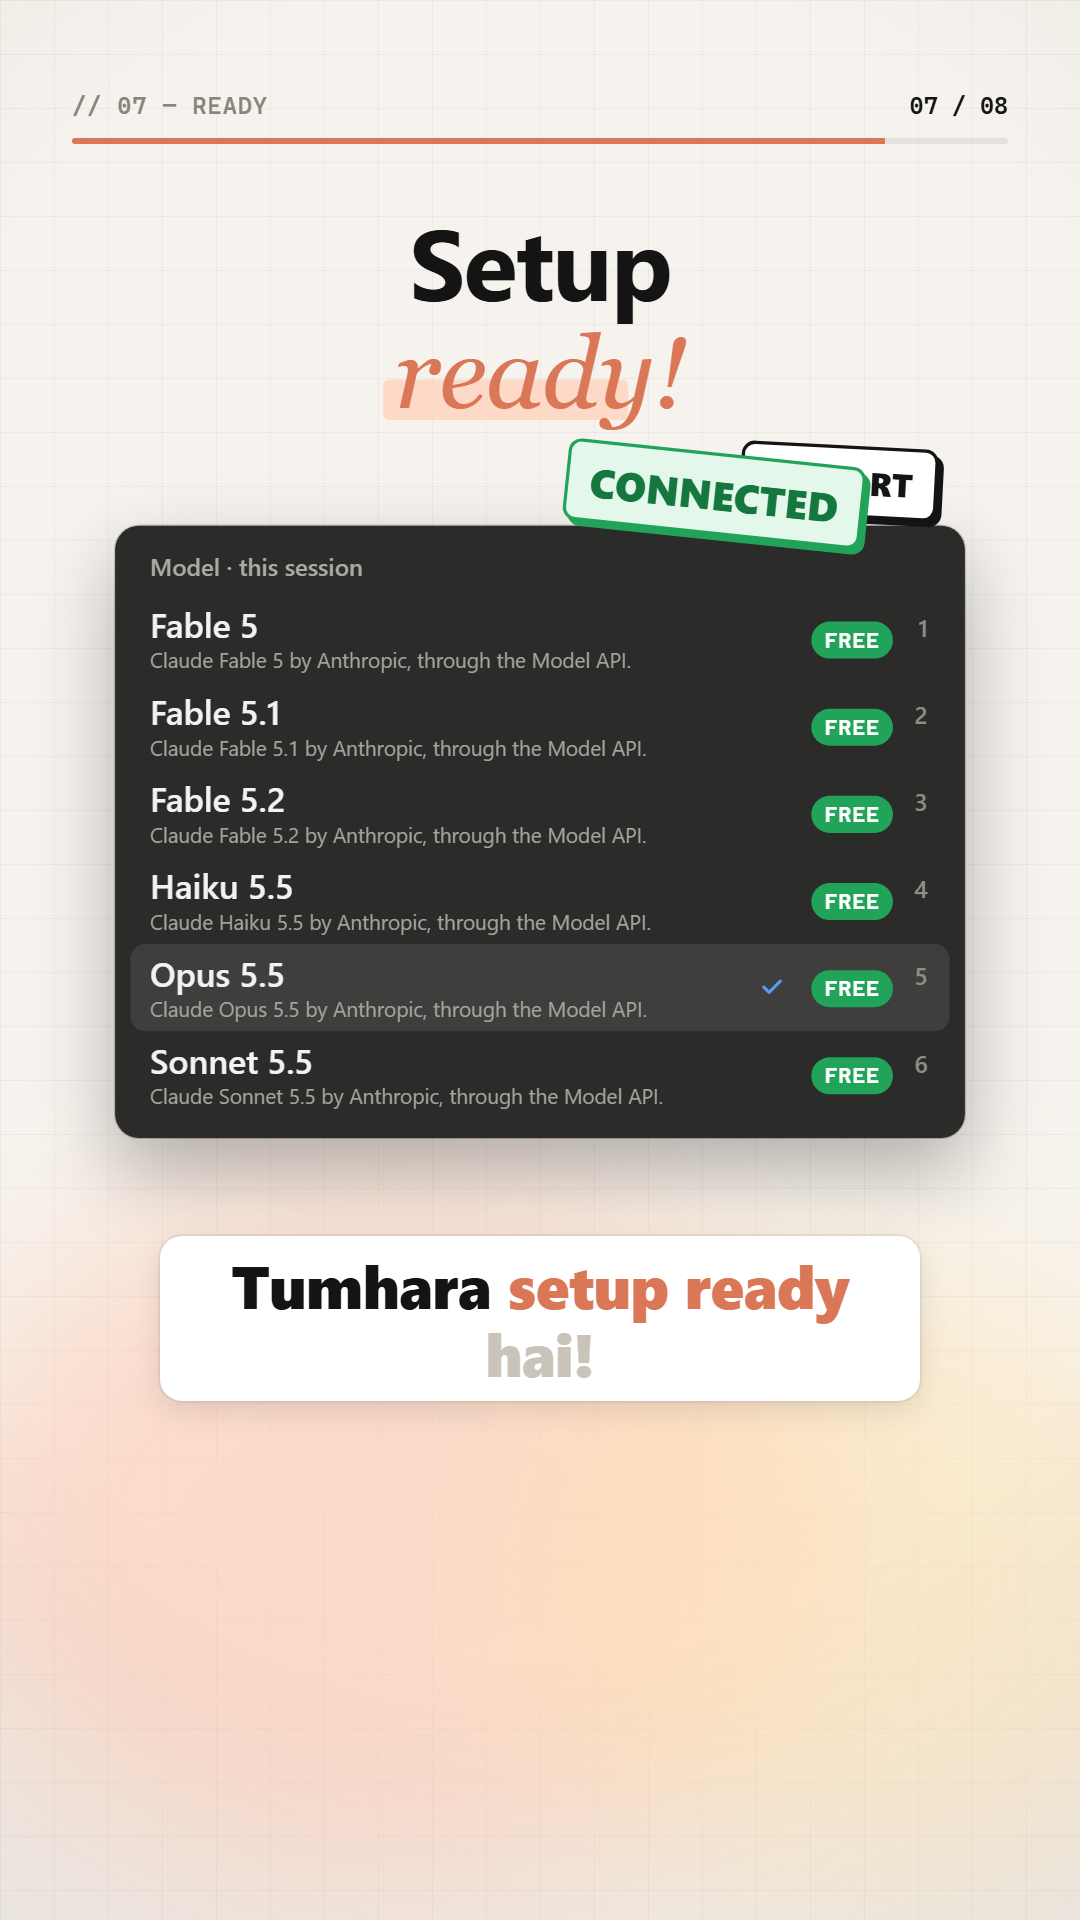 // 07 — READY
07 / 08
Setup
ready!
CONNECTED
Model · this session
Fable 5
FREE
1
Claude Fable 5 by Anthropic, through the Model API.
Fable 5.1
FREE
2
Claude Fable 5.1 by Anthropic, through the Model API.
Fable 5.2
FREE
3
Claude Fable 5.2 by Anthropic, through the Model API.
Haiku 5.5
FREE
4
Claude Haiku 5.5 by Anthropic, through the Model API.
Opus 5.5
FREE
5
Claude Opus 5.5 by Anthropic, through the Model API.
Sonnet 5.5
FREE
6
Claude Sonnet 5.5 by Anthropic, through the Model API.
Tumhara setup ready
hai!